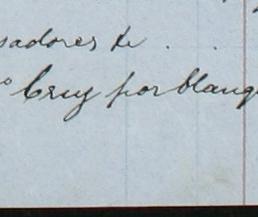 sadores de . .
º Cruz por blanq